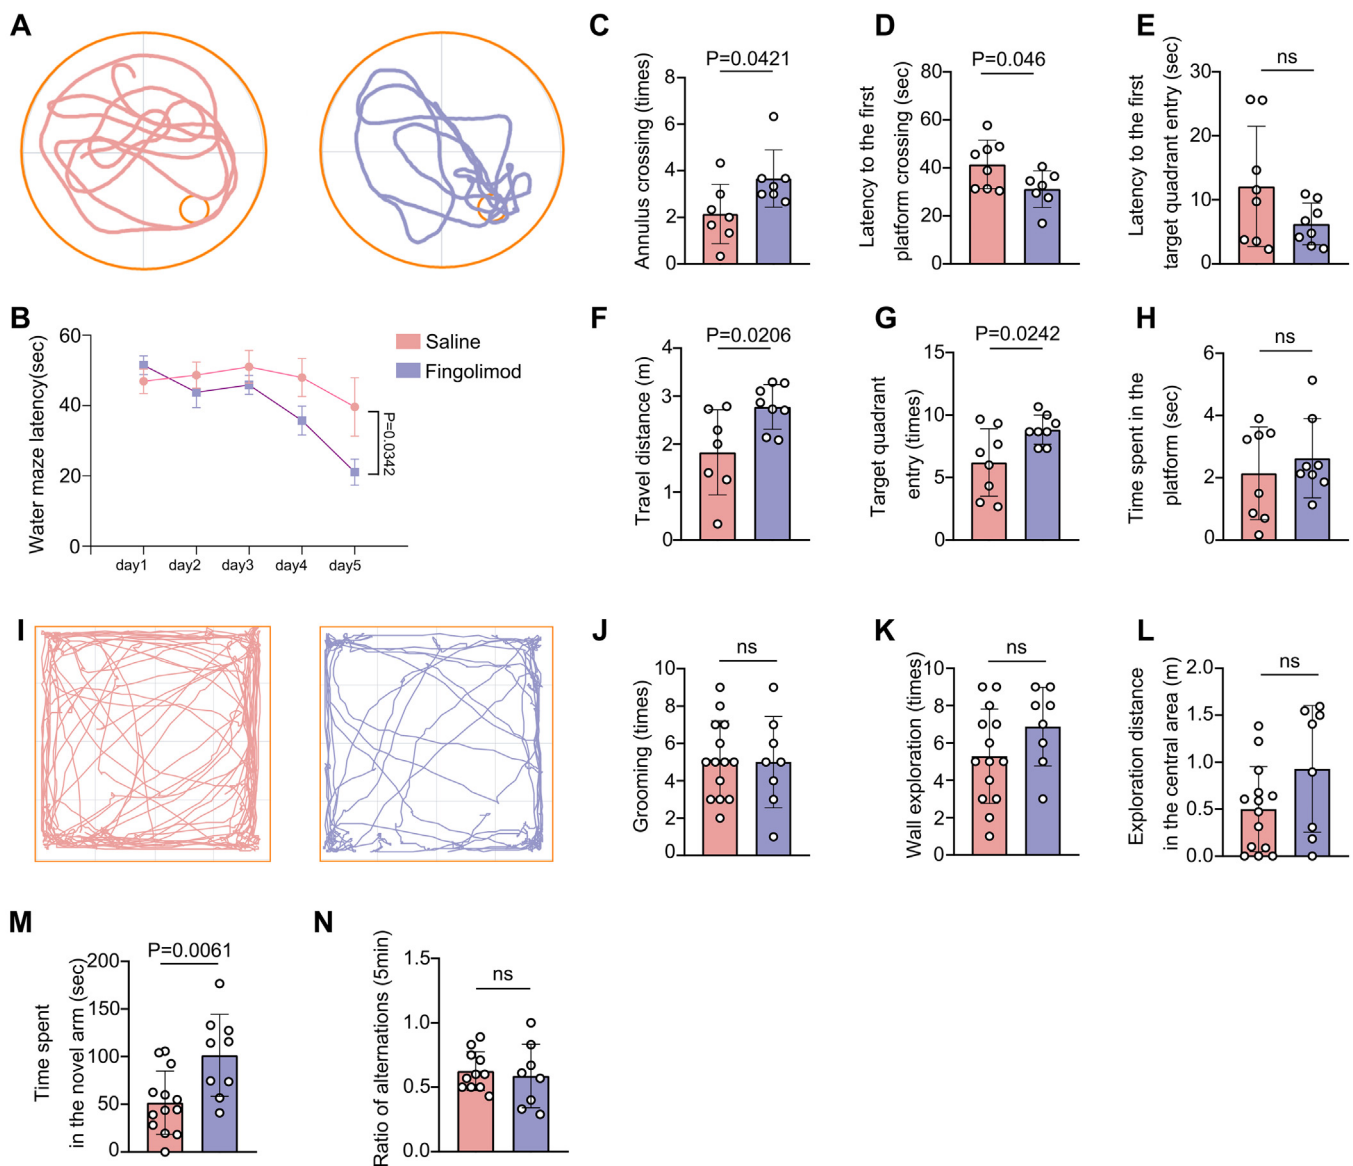 A
C
D
E
Annulus crossing (times)
P=0.0421
8
6
4
2
0
Latency to the first
platform crossing (sec)
P=0.046
80
60
40
20
0
Latency to the first
target quadrant entry (sec)
ns
30
20
10
0
B
Water maze latency(sec)
60
40
20
0
day1
day2
day3
day4
day5
P=0.0342
Saline
Fingolimod
F
Travel distance (m)
P=0.0206
4
3
2
1
0
G
Target quadrant
entry (times)
P=0.0242
15
10
5
0
H
Time spent in the
platform (sec)
ns
6
4
2
0
I
J
Grooming (times)
ns
10
8
6
4
2
0
K
Wall exploration (times)
ns
10
8
6
4
2
0
L
Exploration distance
in the central area (m)
ns
2.0
1.5
1.0
0.5
0.0
M
Time spent
in the novel arm (sec)
P=0.0061
200
150
100
50
0
N
Ratio of alternations (5min)
ns
1.5
1.0
0.5
0.0